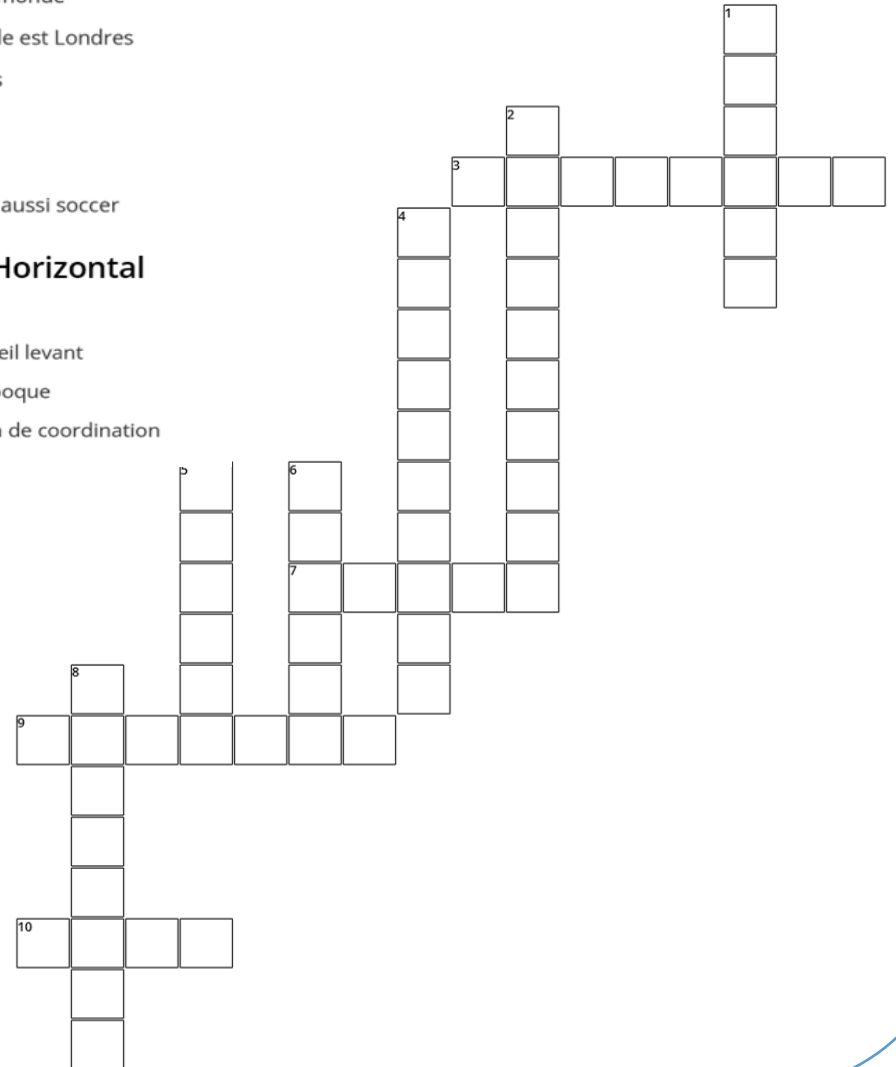 monde
le est Londres
s
aussi soccer
Horizontal
eil levant
poque
n de coordination
1
2
3
4
5
6
7
8
9
10